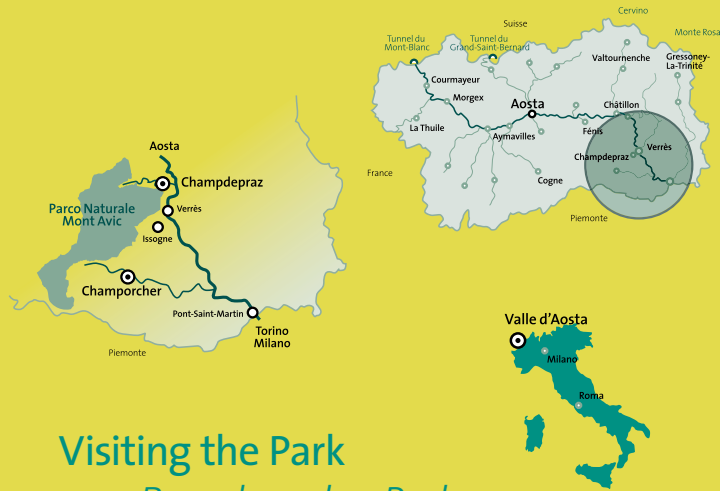 Cervino
Suisse
Monte Rosa
Tunnel du
Mont-Blanc
Tunnel du
Grand-Saint-Bernard
Valtournenche
Gressoney-
La-Trinité
Courmayeur
Morgex
Aosta
Châtillon
La Thuile
Aymavilles
Fénis
Verrès
Champdepraz
France
Cogne
Piemonte
Aosta
Champdepraz
Parco Naturale
Mont Avic
Verrès
Issogne
Champorcher
Pont-Saint-Martin
Torino
Milano
Piemonte
Valle d'Aosta
Milano
Roma
Visiting the Park